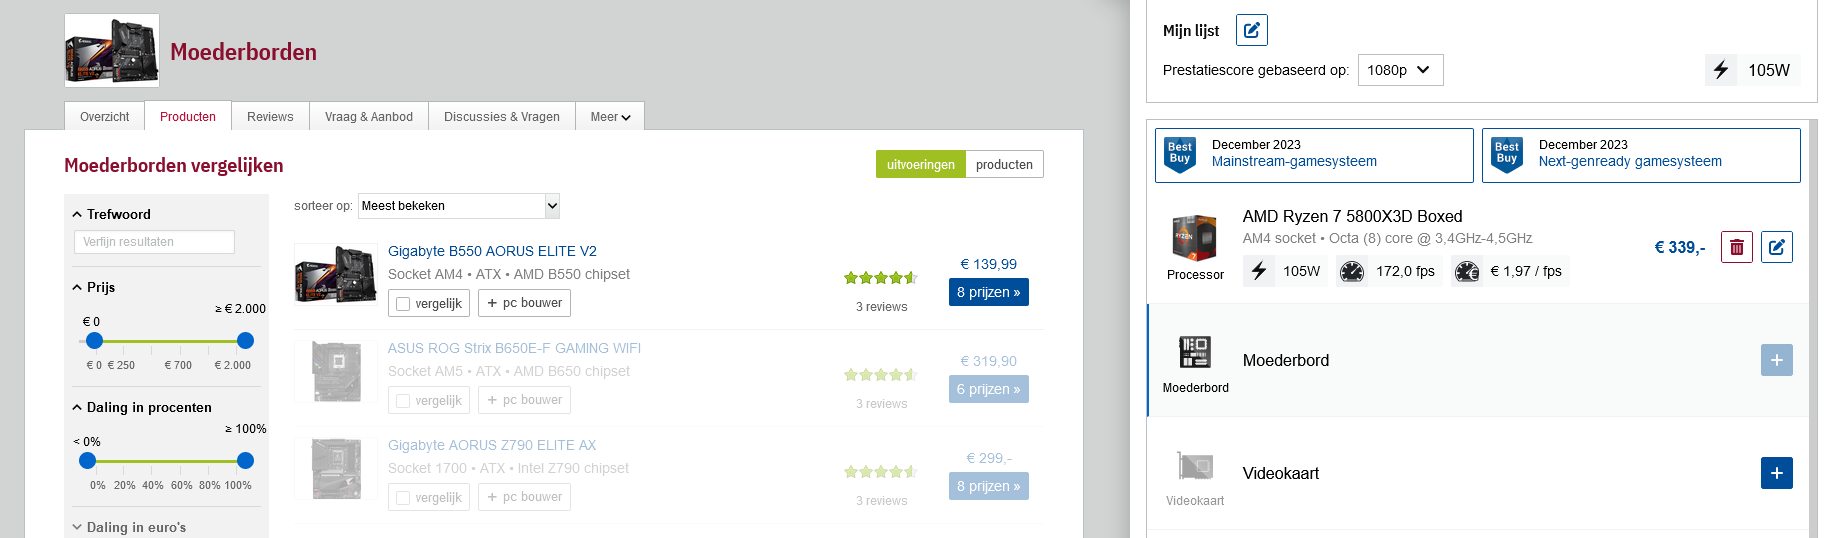 Moederborden
Overzicht
Producten
Reviews
Vraag & Aanbod
Discussies & Vragen
Meer
Moederborden vergelijken
uitvoeringen
producten
Trefwoord
Verfijn resultaten
Prijs
≥ € 2.000
€ 0
€ 0 € 250 € 700 € 2.000
Daling in procenten
≥ 100%
< 0%
0% 20% 40% 60% 80% 100%
Daling in euro's
sorteer op: Meest bekeken
Gigabyte B550 AORUS ELITE V2
Socket AM4 • ATX • AMD B550 chipset
vergelijk
+ pc bouwer
3 reviews
€ 139,99
8 prijzen »
ASUS ROG Strix B650E-F GAMING WIFI
Socket AM5 • ATX • AMD B650 chipset
vergelijk
+ pc bouwer
3 reviews
€ 319,90
6 prijzen »
Gigabyte AORUS Z790 ELITE AX
Socket 1700 • ATX • Intel Z790 chipset
vergelijk
+ pc bouwer
3 reviews
€ 299,-
8 prijzen »
Mijn lijst
Prestatiescore gebaseerd op: 1080p
105W
Best Buy
December 2023
Mainstream-gamesysteem
Best Buy
December 2023
Next-genready gamesysteem
Processor
AMD Ryzen 7 5800X3D Boxed
AM4 socket • Octa (8) core @ 3,4GHz-4,5GHz
105W
172,0 fps
€ 1,97 / fps
€ 339,-
Moederbord
Moederbord
Videokaart
Videokaart